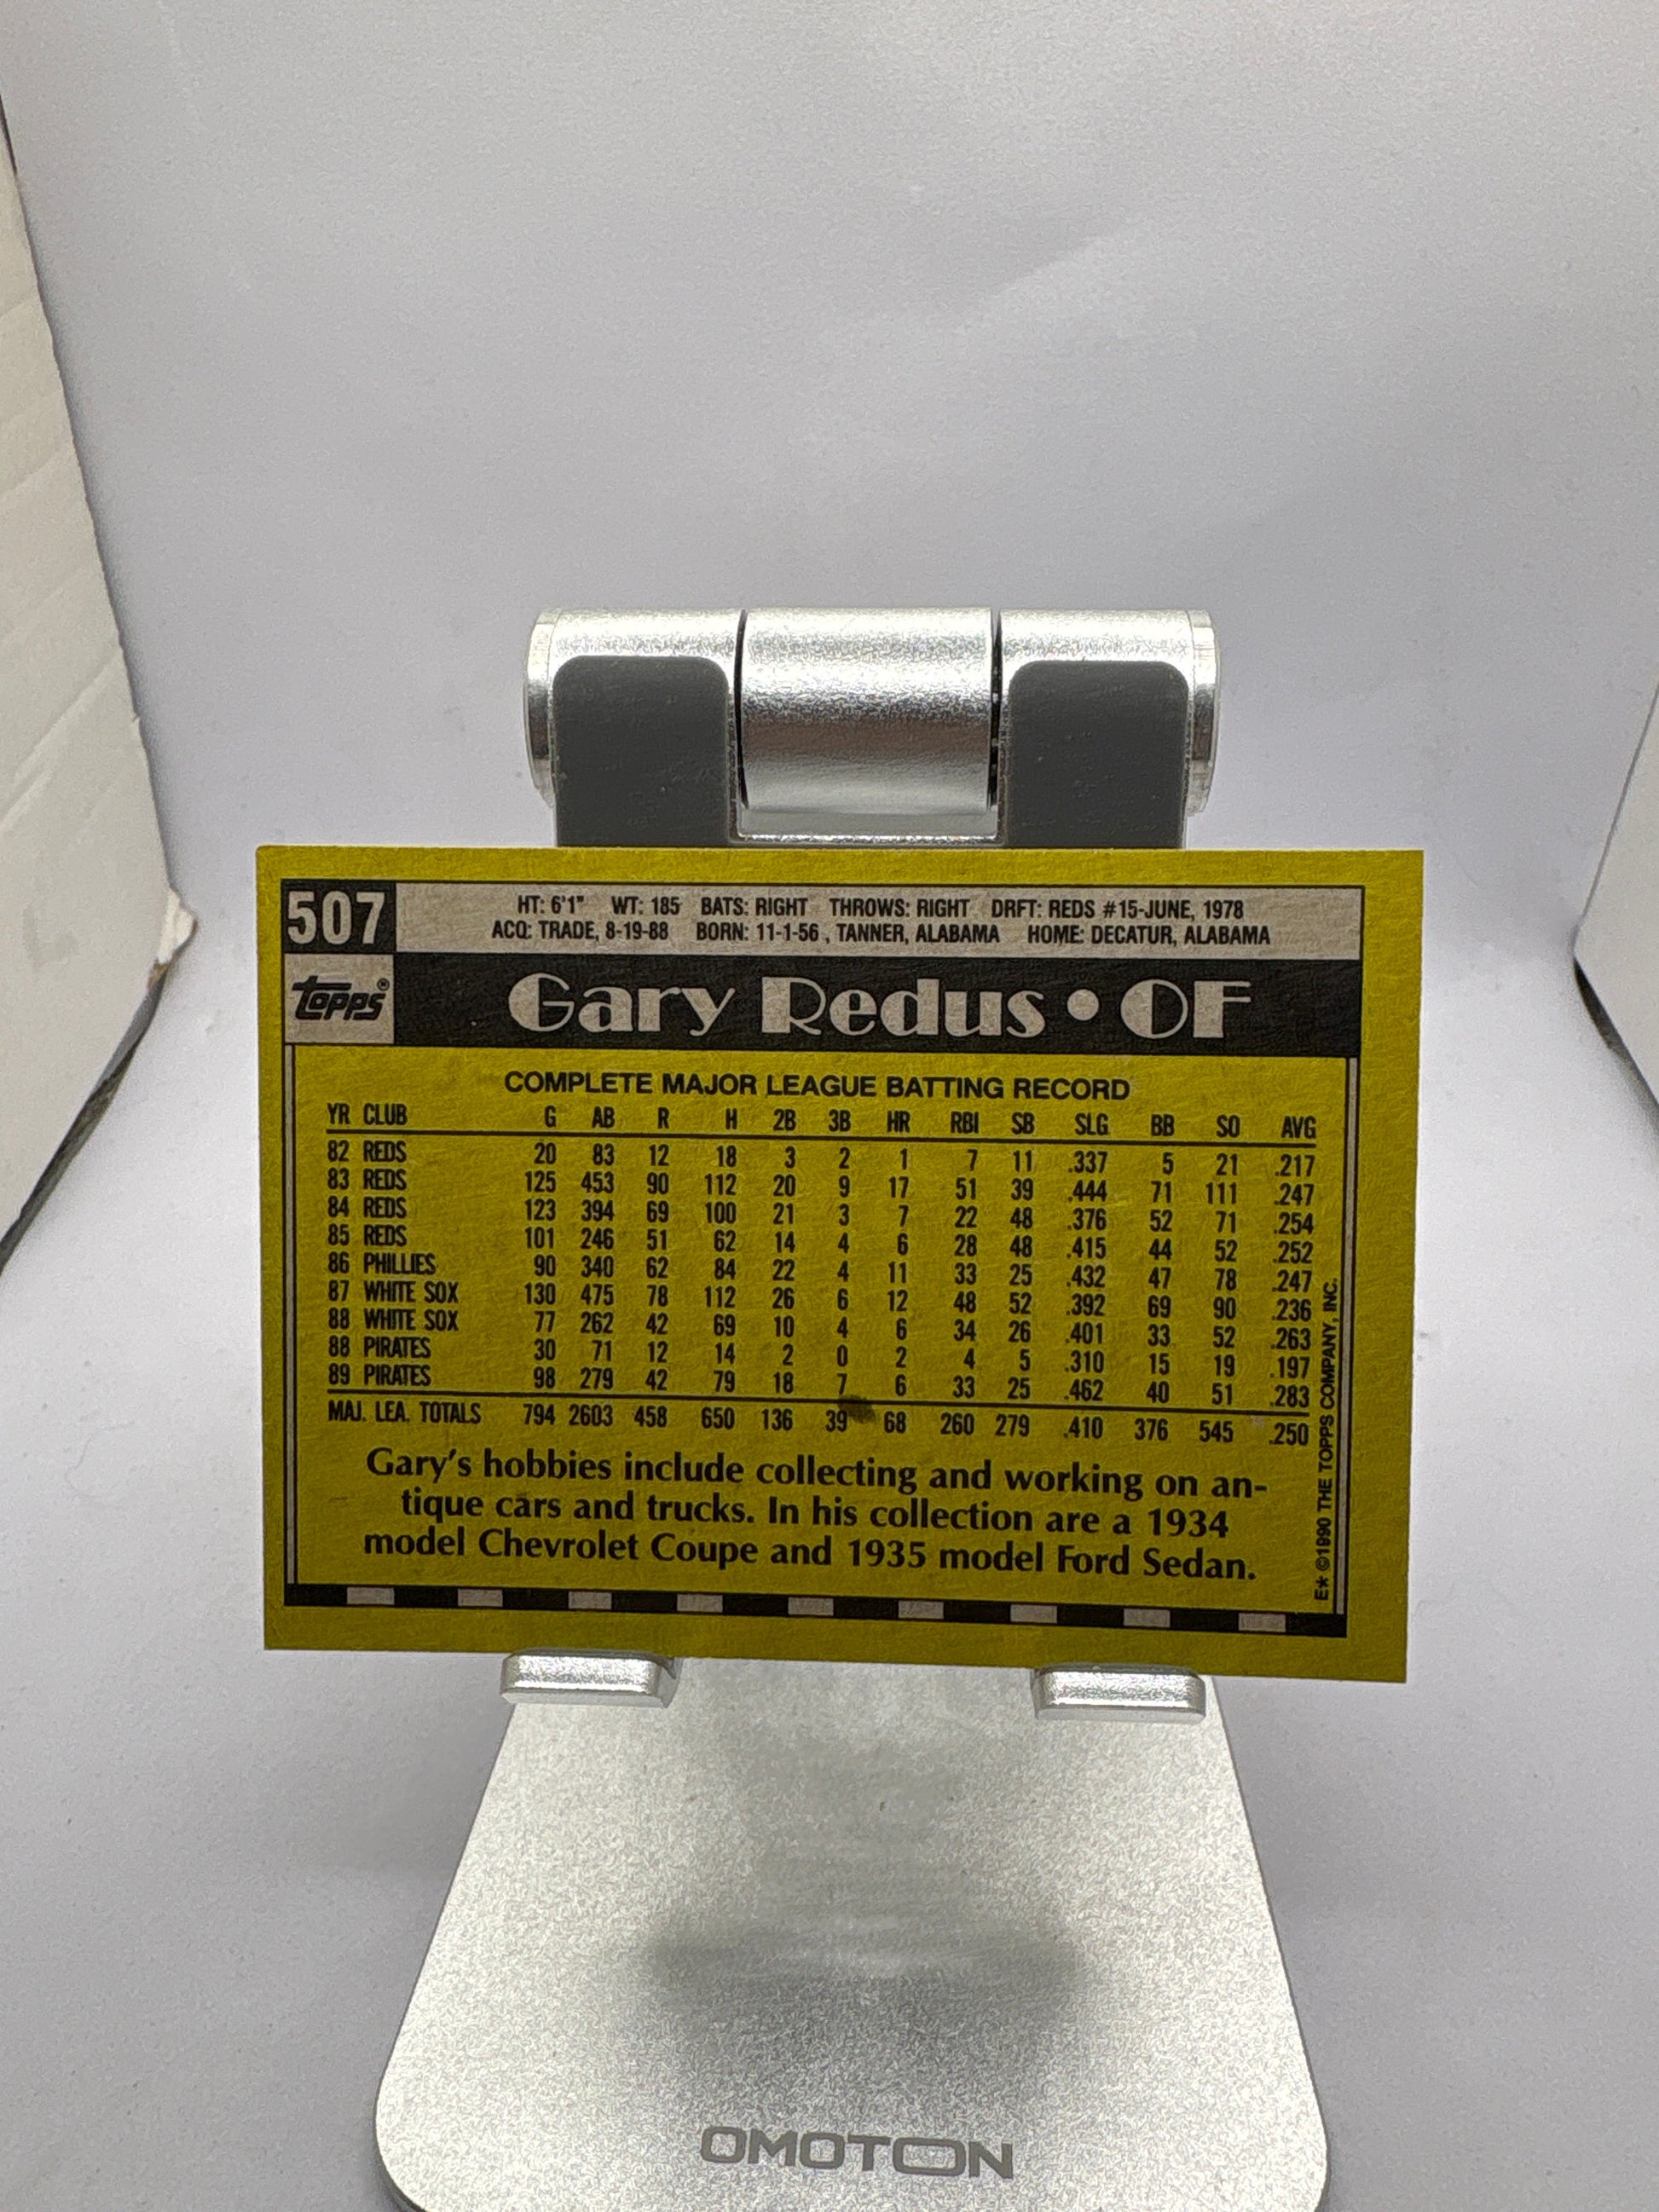 507
HT: 6'1" WT: 185 BATS: RIGHT THROWS: RIGHT DRFT: REDS #15-JUNE, 1978
ACQ: TRADE, 8-19-88 BORN: 11-1-56 , TANNER, ALABAMA HOME: DECATUR, ALABAMA
topps®
Gary Redus • OF
COMPLETE MAJOR LEAGUE BATTING RECORD
YR CLUB G AB R H 2B 3B HR RBI SB SLG BB SO AVG
82 REDS 20 83 12 18 3 2 1 7 11 .337 5 21 .217
83 REDS 125 453 90 112 20 9 17 51 39 .444 71 111 .247
84 REDS 123 394 69 100 21 3 7 22 48 .376 52 71 .254
85 REDS 101 246 51 62 14 4 6 28 48 .415 44 52 .252
86 PHILLIES 90 340 62 84 22 4 11 33 25 .432 47 78 .247
87 WHITE SOX 130 475 78 112 26 6 12 48 52 .392 69 90 .236
88 WHITE SOX 77 262 42 69 10 4 6 34 26 .401 33 52 .263
88 PIRATES 30 71 12 14 2 0 2 4 5 .310 15 19 .197
89 PIRATES 98 279 42 79 18 7 6 33 25 .462 40 51 .283
MAJ. LEA. TOTALS 794 2603 458 650 136 39 68 260 279 .410 376 545 .250
Gary's hobbies include collecting and working on an-
tique cars and trucks. In his collection are a 1934
model Chevrolet Coupe and 1935 model Ford Sedan.
E* ©1990 THE TOPPS COMPANY, INC.
OMOTON